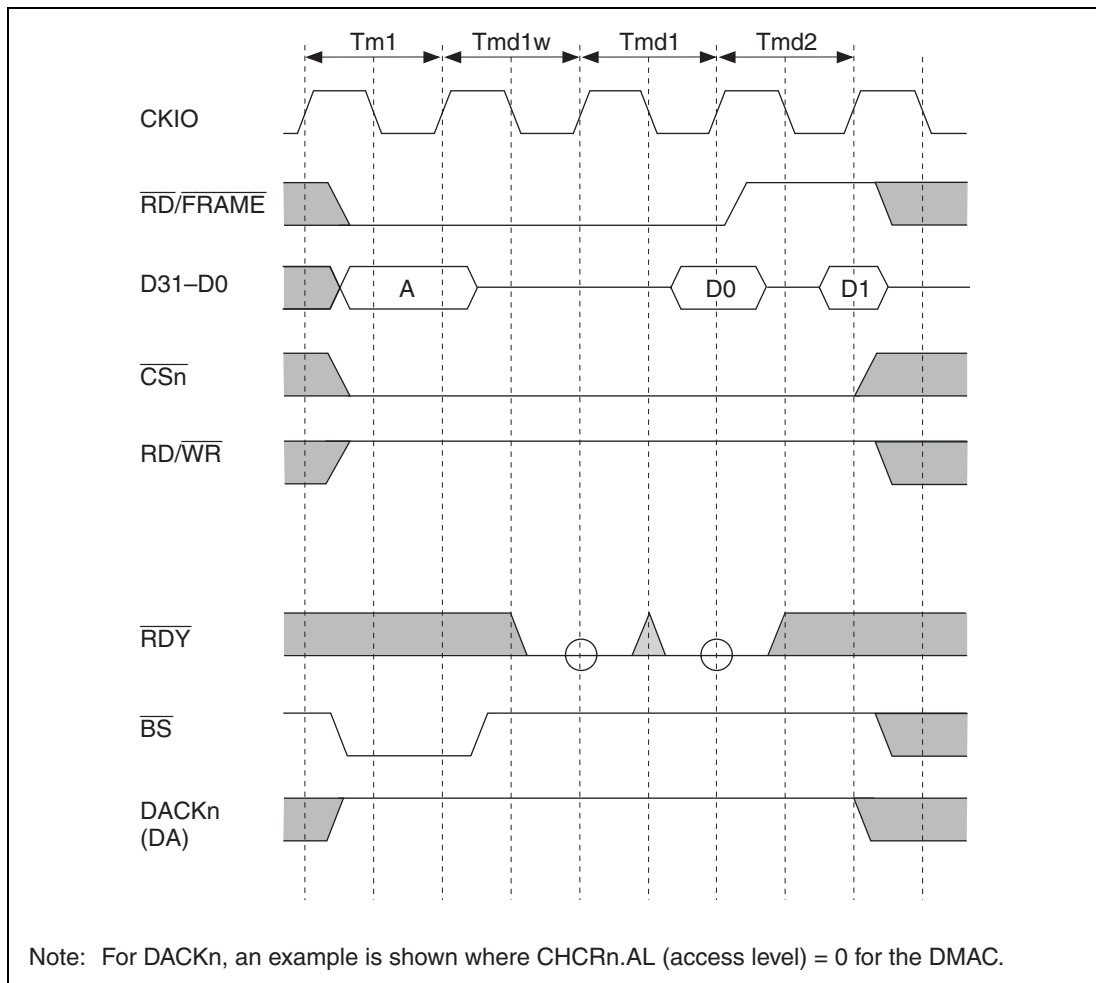 Tm1 Tmd1w Tmd1 Tmd2
CKIO
RD/FRAME
D31–D0
A D0 D1
CSn
RD/WR
RDY
BS
DACKn
(DA)
Note: For DACKn, an example is shown where CHCRn.AL (access level) = 0 for the DMAC.